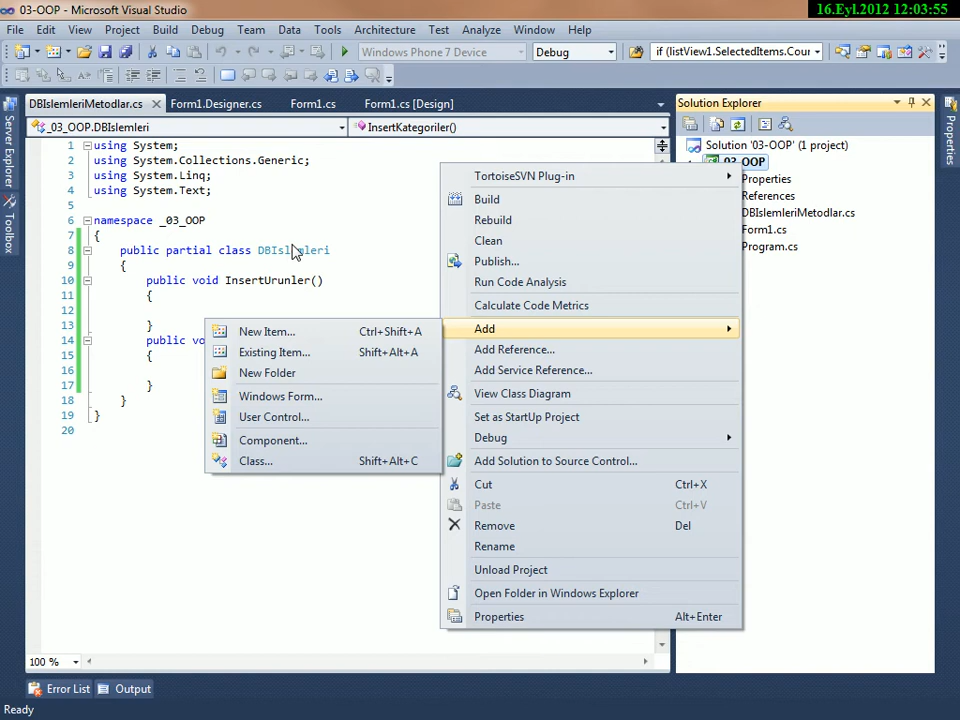 03-OOP - Microsoft Visual Studio
16.Eyl.2012 12:03:55
File Edit View Project Build Debug Team Data Tools Architecture Test Analyze Window Help
Windows Phone 7 Device Debug if (listView1.SelectedItems.Cour
DBIslemleriMetodlar.cs Form1.Designer.cs Form1.cs Form1.cs [Design]
Solution Explorer
_03_OOP.DBIslemleri InsertKategoriler()
Server Explorer
Toolbox
Properties
1 using System;
2 using System.Collections.Generic;
3 using System.Linq;
4 using System.Text;
5
6 namespace _03_OOP
7 {
8 public partial class DBIslemleri
9 {
10 public void InsertUrunler()
11 {
12
13 }
14 public vo
15 {
16
17 }
18 }
19 }
20
Solution '03-OOP' (1 project)
03-OOP
Properties
References
DBIslemleriMetodlar.cs
Form1.cs
Program.cs
TortoiseSVN Plug-in
Build
Rebuild
Clean
Publish...
Run Code Analysis
Calculate Code Metrics
Add
Add Reference...
Add Service Reference...
View Class Diagram
Set as StartUp Project
Debug
Add Solution to Source Control...
Cut Ctrl+X
Paste Ctrl+V
Remove Del
Rename
Unload Project
Open Folder in Windows Explorer
Properties Alt+Enter
New Item... Ctrl+Shift+A
Existing Item... Shift+Alt+A
New Folder
Windows Form...
User Control...
Component...
Class... Shift+Alt+C
100 %
Error List Output
Ready